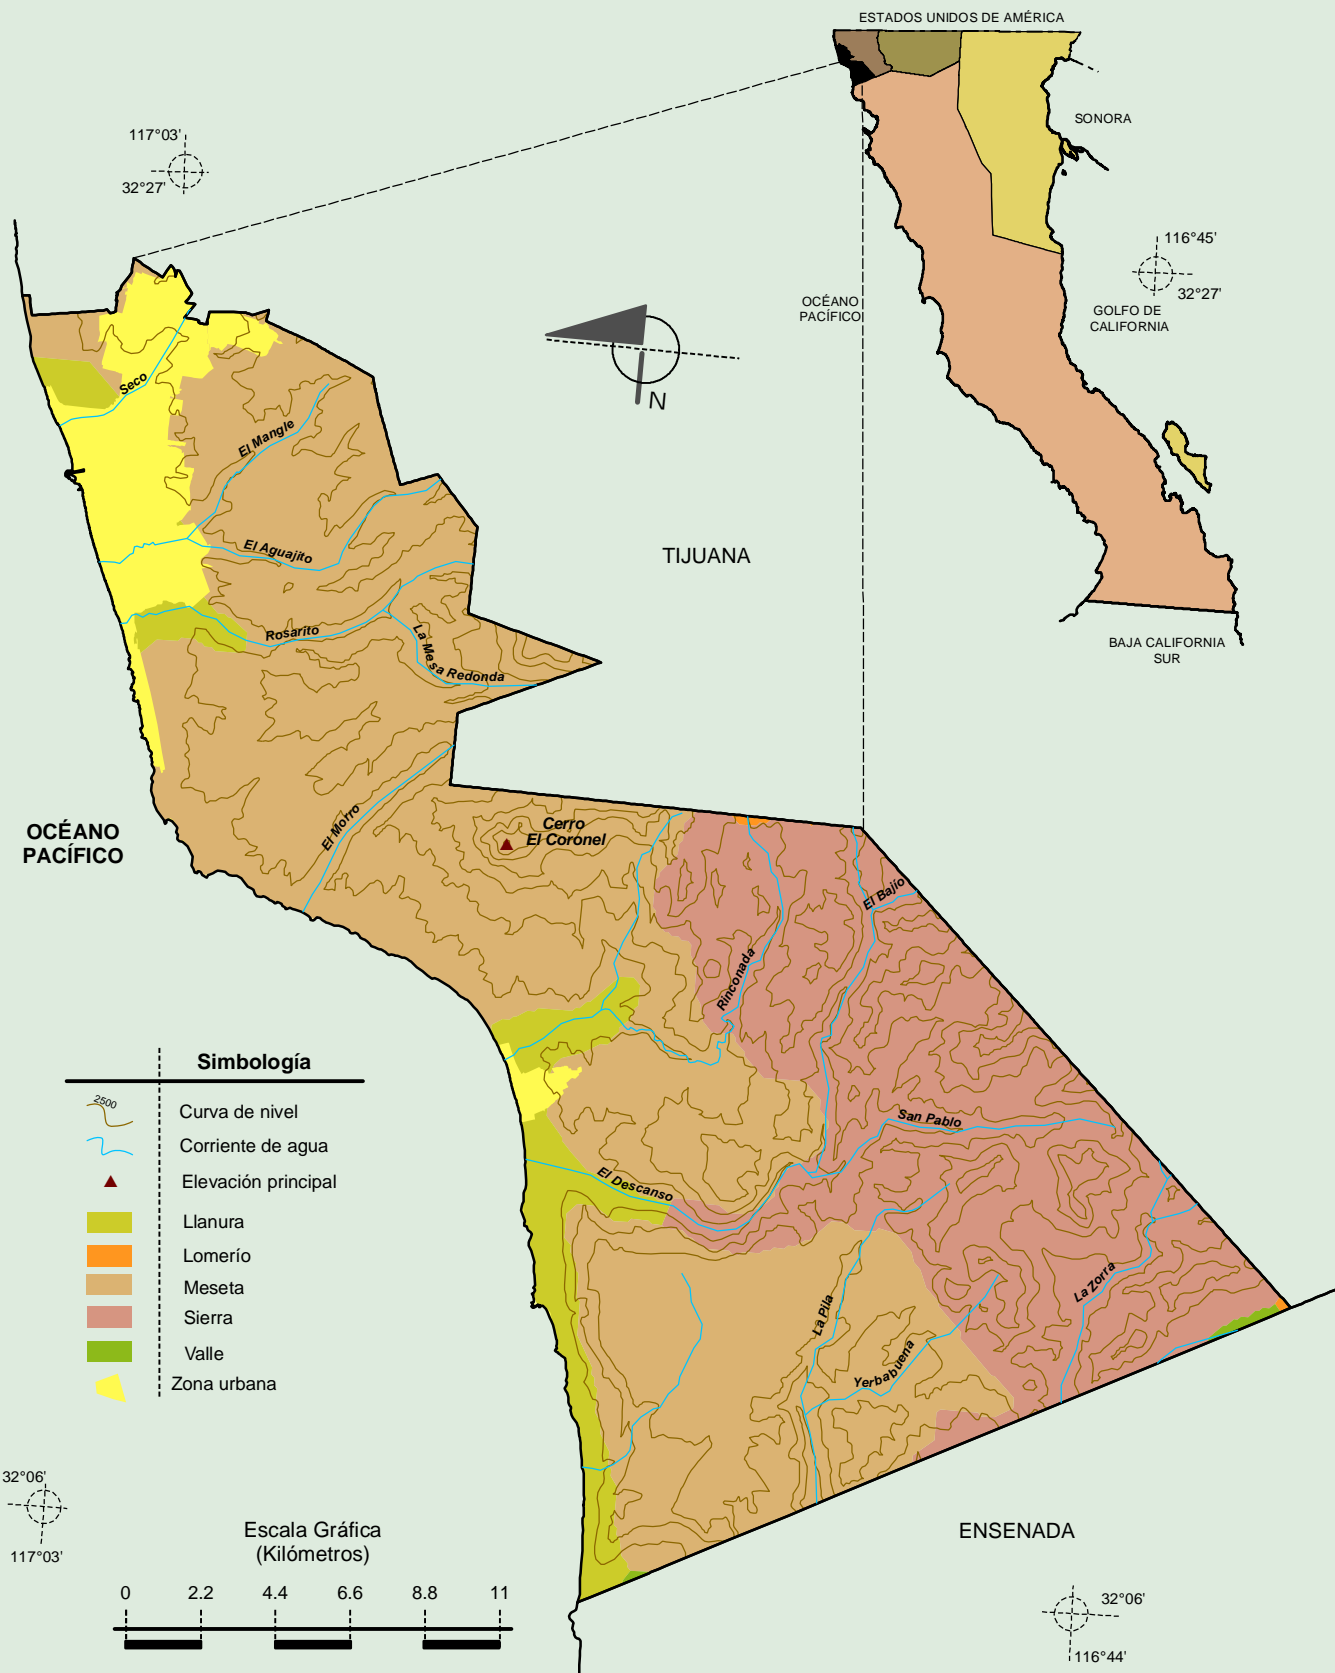 ESTADOS UNIDOS DE AMÉRICA
SONORA
117°03'
32°27'
116°45'
32°27'
OCÉANO
PACÍFICO
GOLFO DE
CALIFORNIA
BAJA CALIFORNIA
SUR
N
TIJUANA
Seco
El Mangle
El Aguajito
Rosarito
La Mesa Redonda
El Morro
Cerro
El Coronel
OCÉANO
PACÍFICO
El Bajío
Rinconada
San Pablo
El Descanso
La Zorra
La Pila
Yerbabuena
Simbología
2500
Curva de nivel
Corriente de agua
Elevación principal
Llanura
Lomerío
Meseta
Sierra
Valle
Zona urbana
32°06'
117°03'
Escala Gráfica
(Kilómetros)
0 2.2 4.4 6.6 8.8 11
ENSENADA
32°06'
116°44'